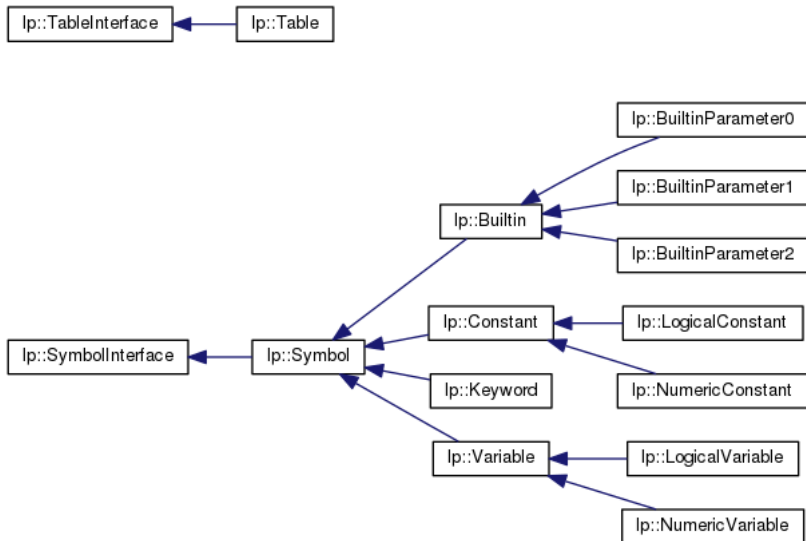 lp::TableInterface
lp::Table
lp::BuiltinParameter0
lp::BuiltinParameter1
lp::Builtin
lp::BuiltinParameter2
lp::Constant
lp::LogicalConstant
lp::SymbolInterface
lp::Symbol
lp::Keyword
lp::NumericConstant
lp::Variable
lp::LogicalVariable
lp::NumericVariable